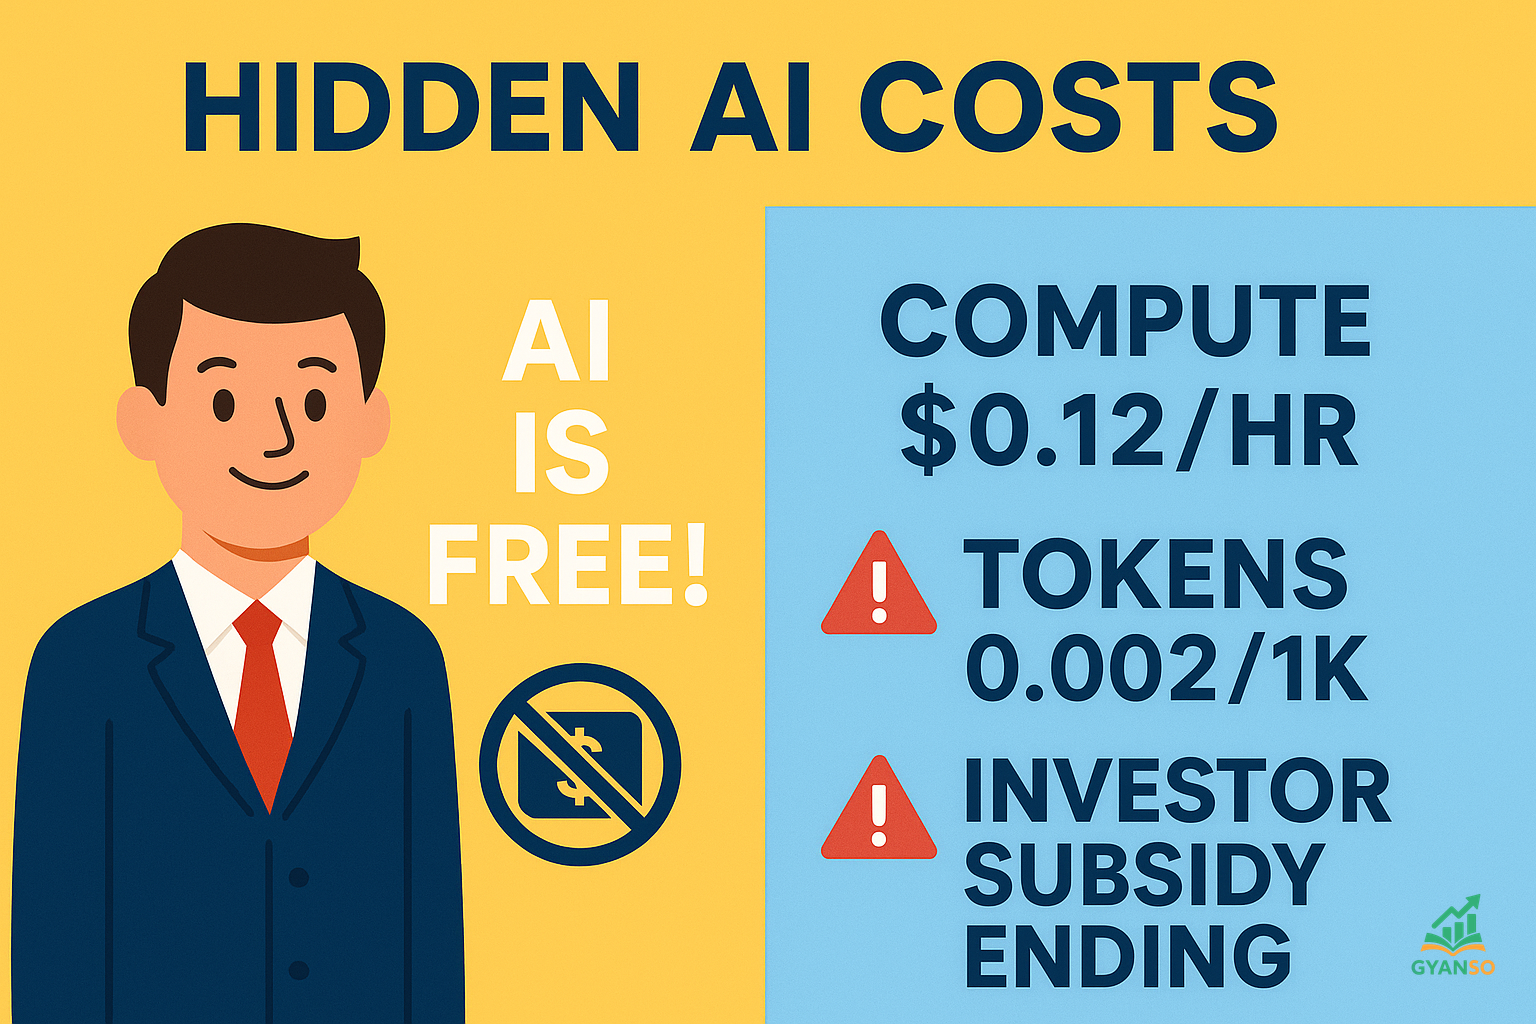 HIDDEN AI COSTS
AI
IS
FREE!
$
COMPUTE
$0.12/HR
! TOKENS
0.002/1K
! INVESTOR
SUBSIDY
ENDING
GYANSO